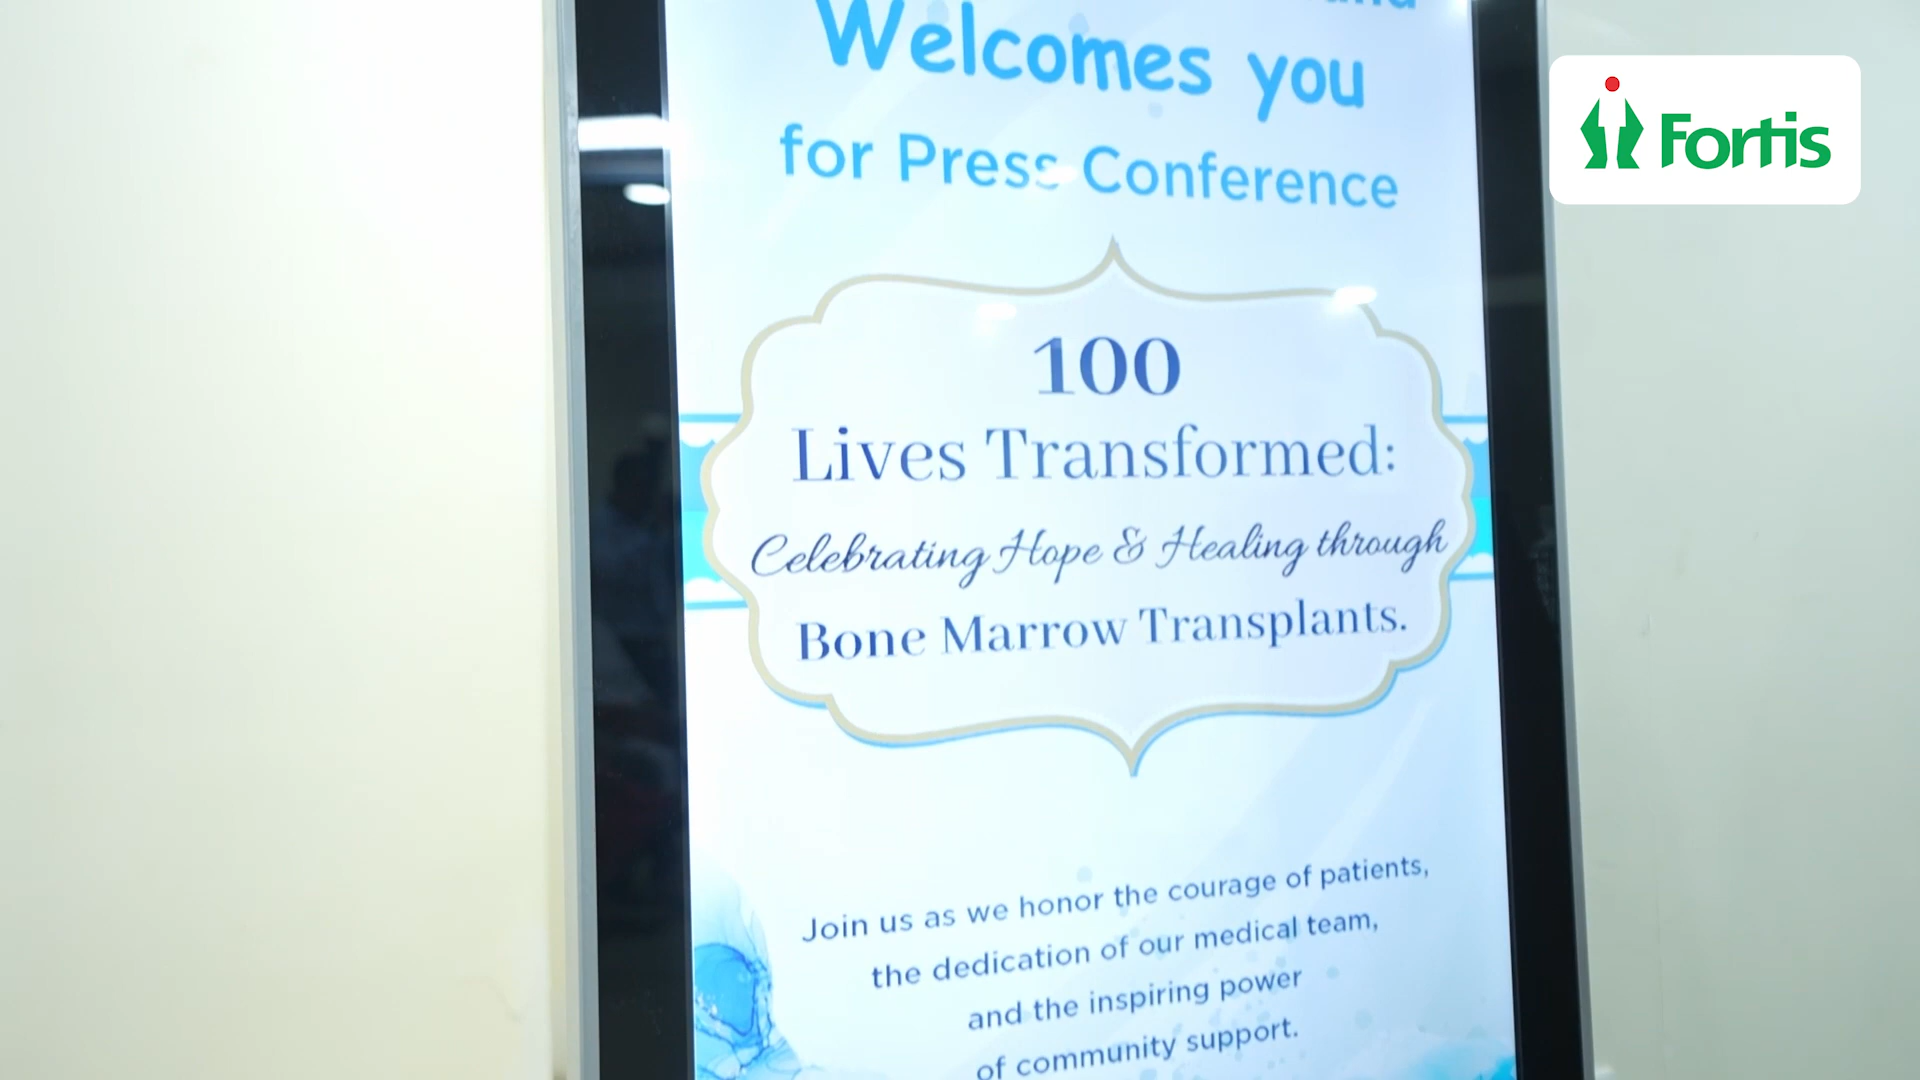 Welcomes you
for Press Conference
100
Lives Transformed:
Celebrating Hope & Healing through
Bone Marrow Transplants.
Join us as we honor the courage of patients,
the dedication of our medical team,
and the inspiring power
of community support.
Fortis